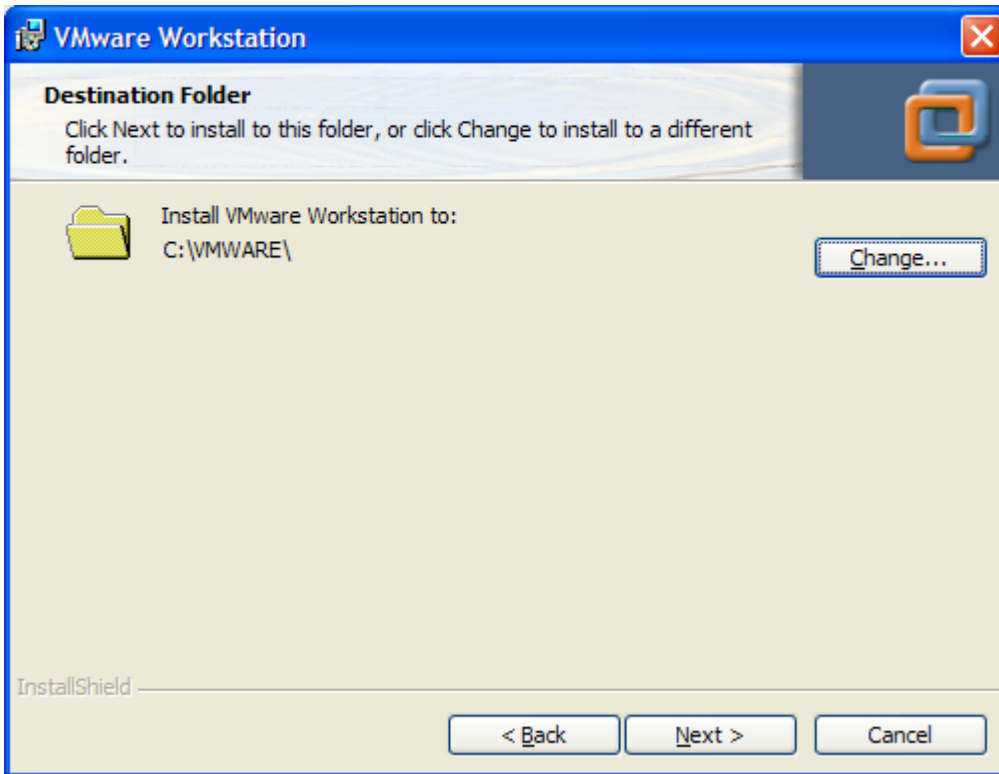 VMware Workstation
Destination Folder
Click Next to install to this folder, or click Change to install to a different
folder.
Install VMware Workstation to:
C:\VMWARE\
Change...
InstallShield
< Back
Next >
Cancel